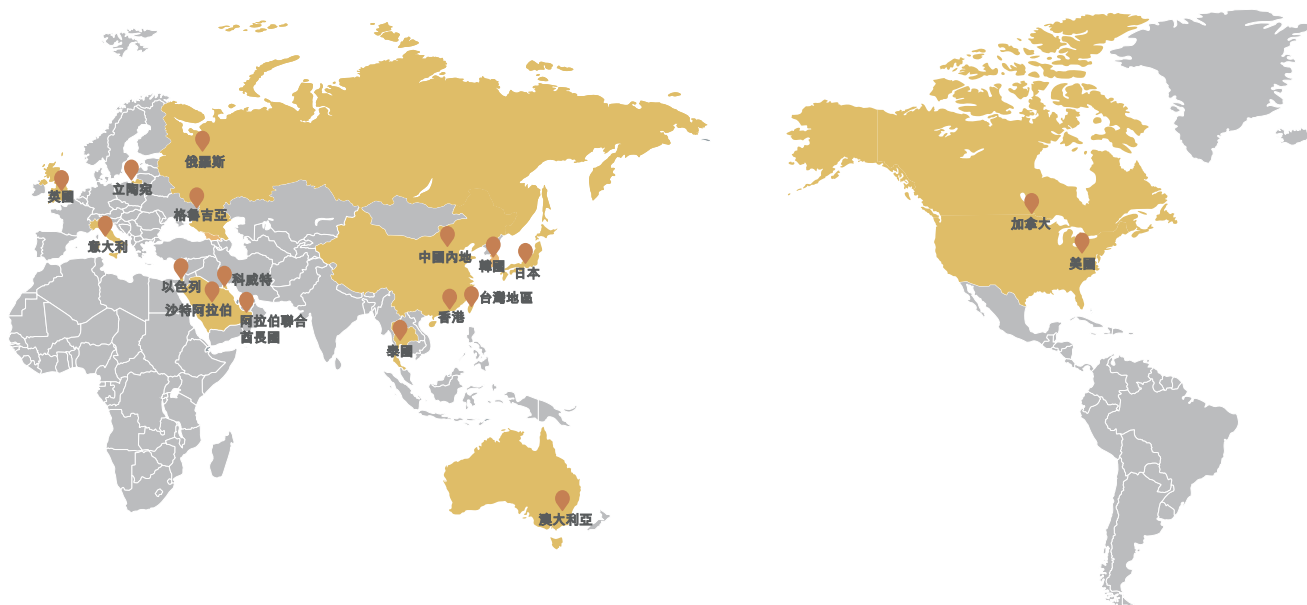 俄羅斯
立陶宛
英國
格魯吉亞
加拿大
意大利
中國內地
韓國
日本
美國
以色列
科威特
沙特阿拉伯
台灣地區
香港
阿拉伯聯合
酋長國
泰國
澳大利亞